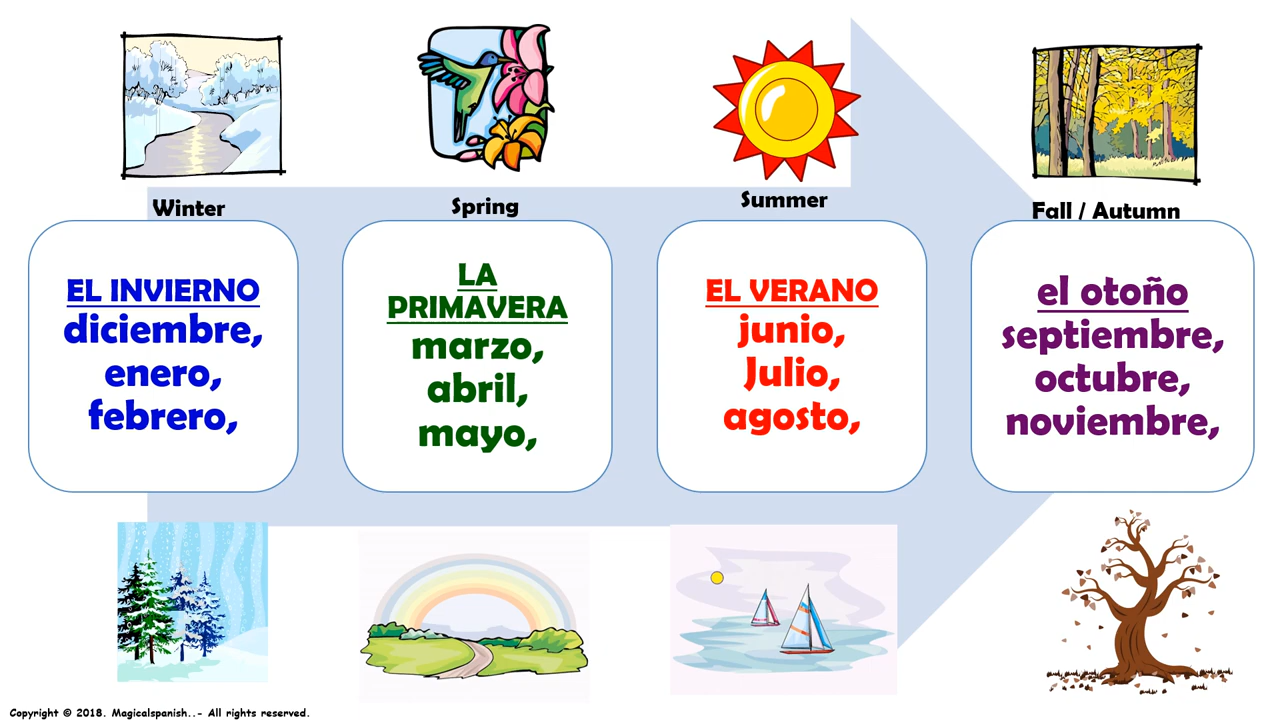 Winter
EL INVIERNO
diciembre,
enero,
febrero,
Spring
LA
PRIMAVERA
marzo,
abril,
mayo,
Summer
EL VERANO
junio,
Julio,
agosto,
Fall / Autumn
el otoño
septiembre,
octubre,
noviembre,
Copyright © 2018. Magicalspanish..- All rights reserved.